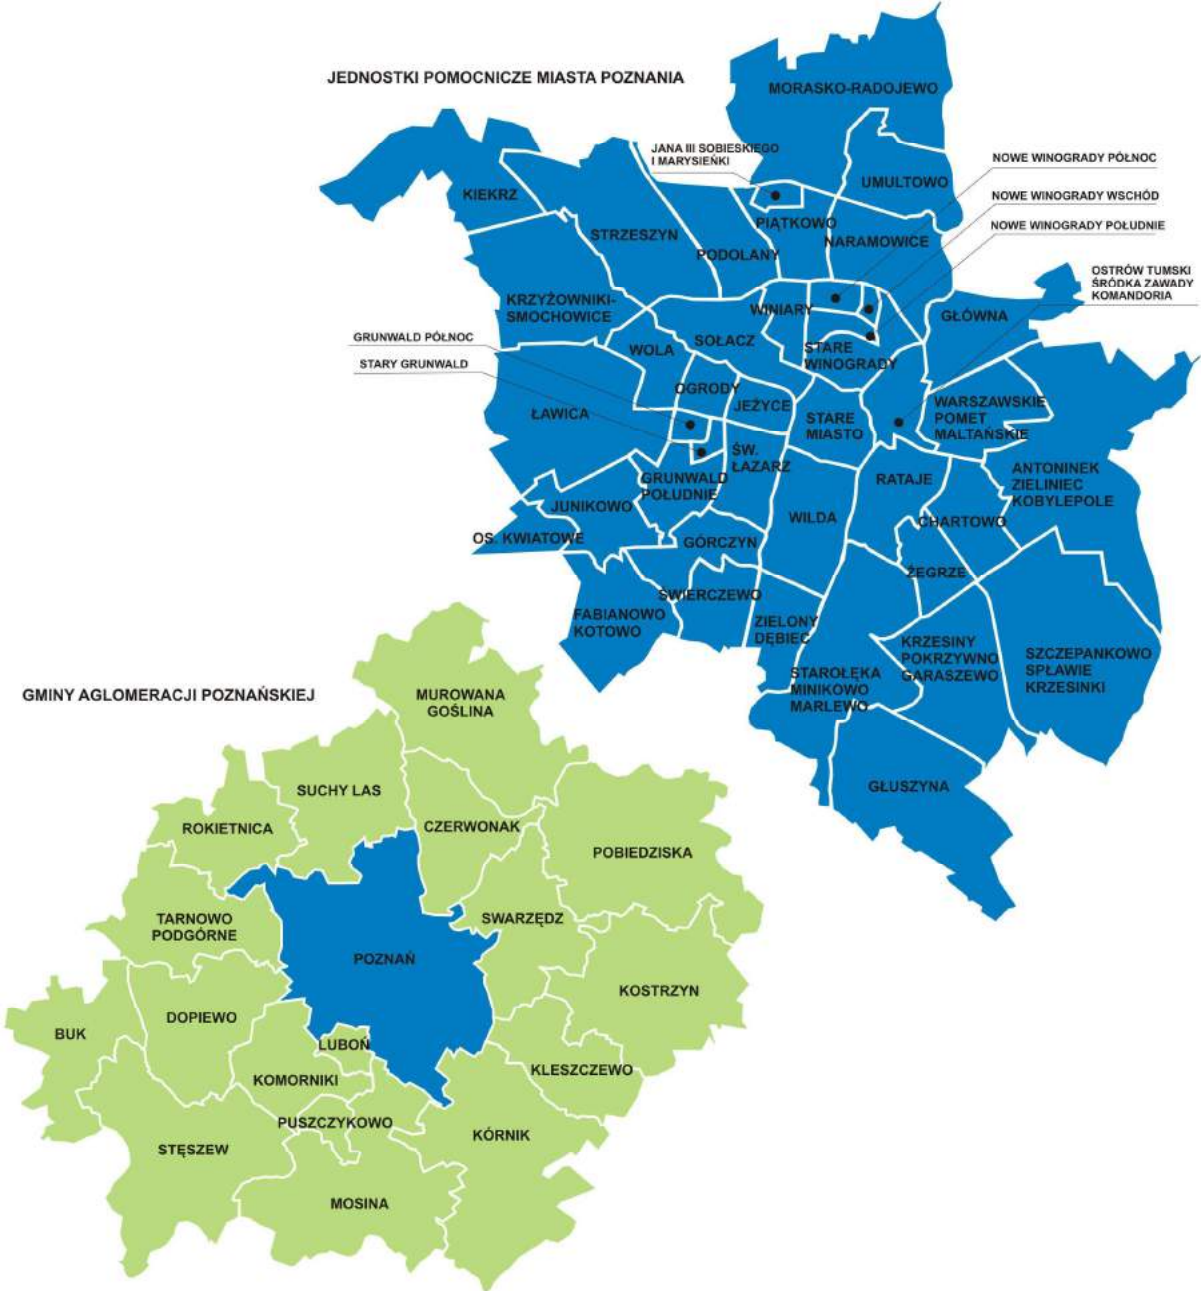 JEDNOSTKI POMOCNICZE MIASTA POZNANIA
MORASKO-RADOJEWO
JANA III SOBIESKIEGO
I MARYSIEŃKI
NOWE WINOGRADY PÓŁNOC
UMULTOWO
KIEKRZ
NOWE WINOGRADY WSCHÓD
PIĄTKOWO
NOWE WINOGRADY POŁUDNIE
STRZESZYN
NARAMOWICE
PODOLANY
OSTRÓW TUMSKI
ŚRÓDKA ZAWADY
KOMANDORIA
KRZYŻOWNIKI-
SMOCHOWICE
WINIARY
GŁÓWNA
GRUNWALD PÓŁNOC
SOŁACZ
WOLA
STARE
WINOGRADY
STARY GRUNWALD
OGRODY
JEŻYCE
WARSZAWSKIE
POMET
MALTAŃSKIE
ŁAWICA
STARE
MIASTO
ŚW.
ŁAZARZ
GRUNWALD
POŁUDNIE
RATAJE
ANTONINEK
ZIELINIEC
KOBYLEPOLE
JUNIKOWO
WILDA
CHARTOWO
OS. KWIATOWE
GÓRCZYN
ŻEGRZE
ŚWIERCZEWO
FABIANOWO
KOTOWO
ZIELONY
DĘBIEC
KRZESINY
POKRZYWNO
GARASZEWO
SZCZEPANKOWO
SPŁAWIE
KRZESINKI
STAROŁĘKA
MINIKOWO
MARLEWO
GŁUSZYNA
GMINY AGLOMERACJI POZNAŃSKIEJ
MUROWANA
GOŚLINA
SUCHY LAS
ROKIETNICA
CZERWONAK
POBIEDZISKA
TARNOWO
PODGÓRNE
SWARZĘDZ
POZNAŃ
KOSTRZYN
DOPIEWO
BUK
LUBOŃ
KLESZCZEWO
KOMORNIKI
PUSZCZYKOWO
KÓRNIK
STĘSZEW
MOSINA